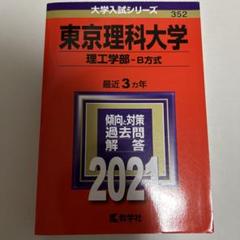 大学入試シリーズ
352
東京理科大学
理工学部-B方式
最近3ヵ年
傾向と対策
過去問
解答
2021
教学社